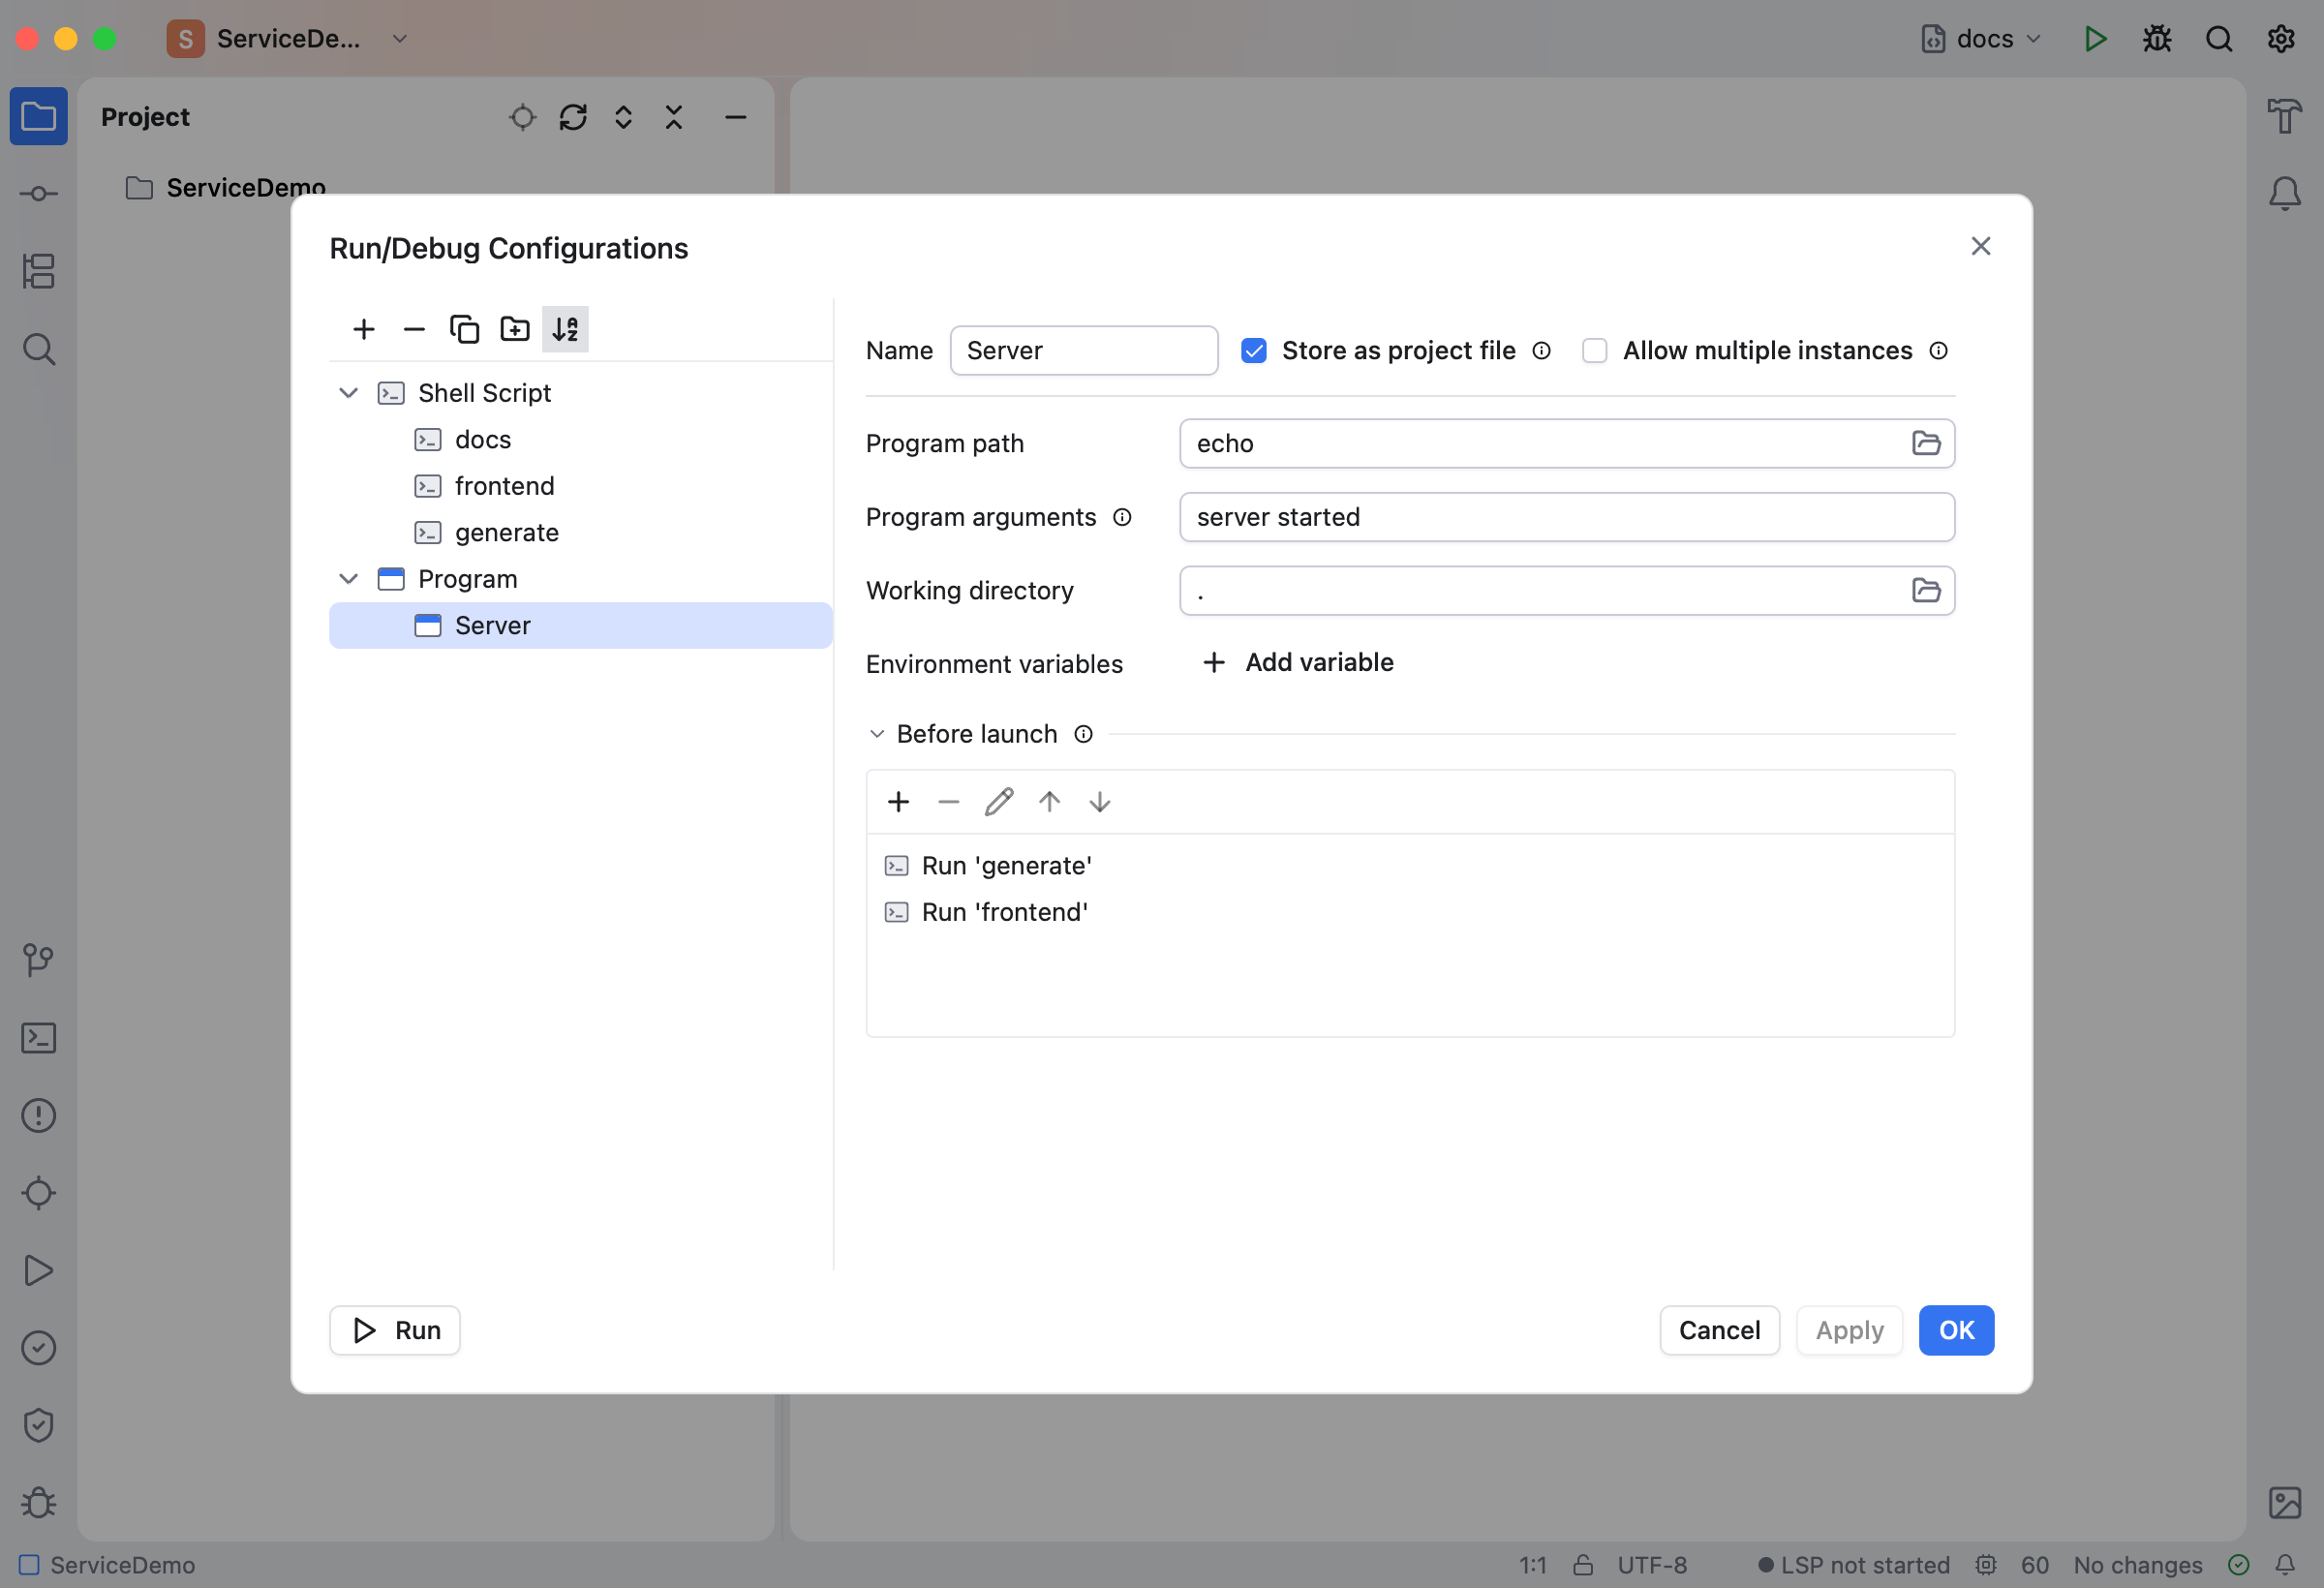 S ServiceDe...
docs
Project
ServiceDemo
Run/Debug Configurations
Shell Script
docs
frontend
generate
Program
Server
Name Server Store as project file Allow multiple instances
Program path echo
Program arguments server started
Working directory .
Environment variables Add variable
Before launch
Run 'generate'
Run 'frontend'
Run
Cancel Apply OK
ServiceDemo
1:1 UTF-8 LSP not started 60 No changes